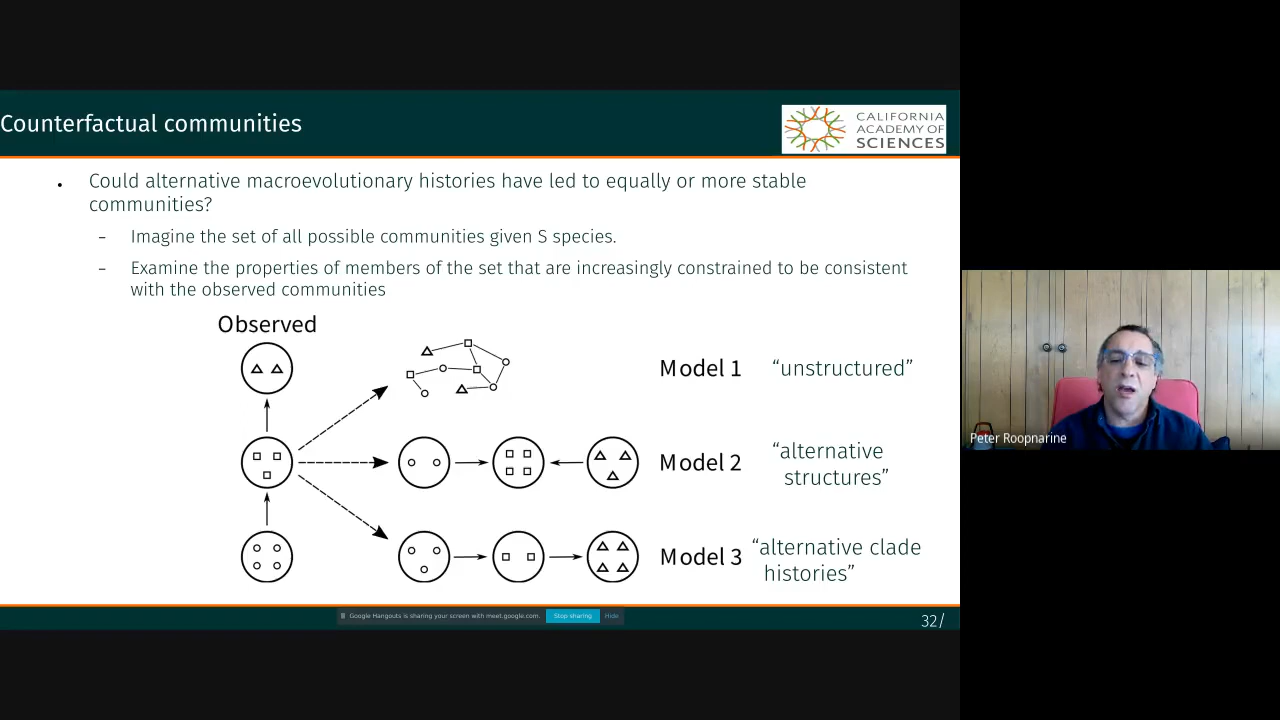 Counterfactual communities
CALIFORNIA
ACADEMY OF
SCIENCES
• Could alternative macroevolutionary histories have led to equally or more stable
communities?
– Imagine the set of all possible communities given S species.
– Examine the properties of members of the set that are increasingly constrained to be consistent
with the observed communities
Observed
Model 1 “unstructured”
Model 2 “alternative
structures”
Model 3 “alternative clade
histories”
Peter Roopnarine
Google Hangouts is sharing your screen with meet.google.com. Stop sharing Hide
32/